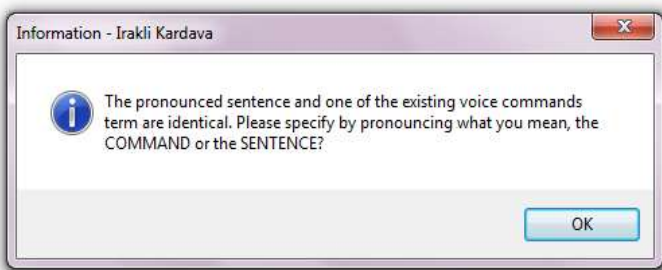 Information - Irakli Kardava
The pronounced sentence and one of the existing voice commands
term are identical. Please specify by pronouncing what you mean, the
COMMAND or the SENTENCE?
OK